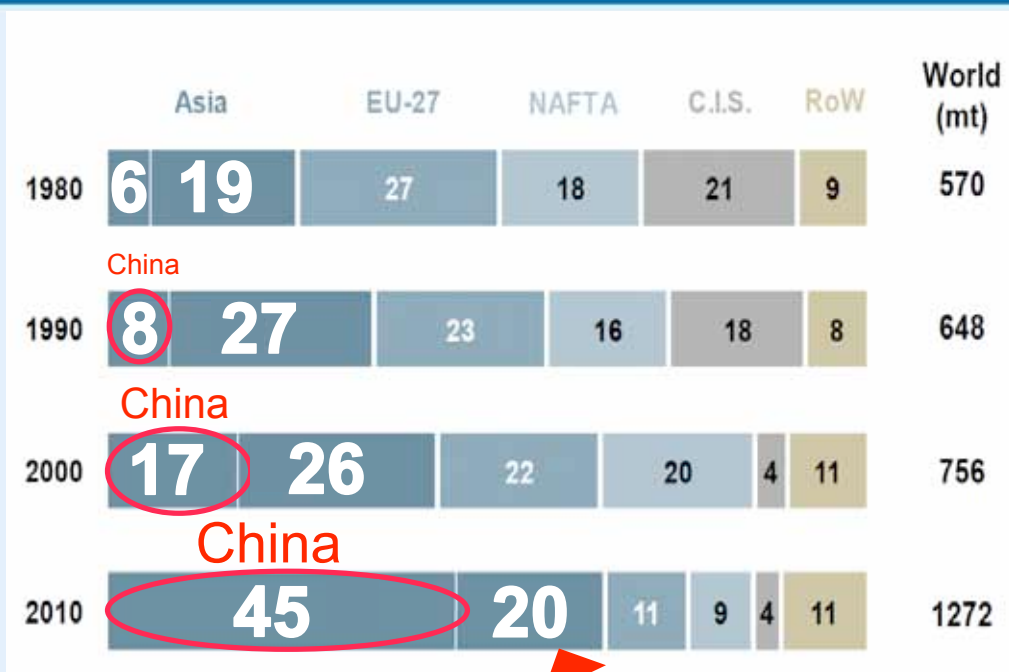 World
(mt)
Asia EU-27 NAFTA C.I.S. RoW
1980 6 19 27 18 21 9 570
China
1990 8 27 23 16 18 8 648
China
2000 17 26 22 20 4 11 756
China
2010 45 20 11 9 4 11 1272